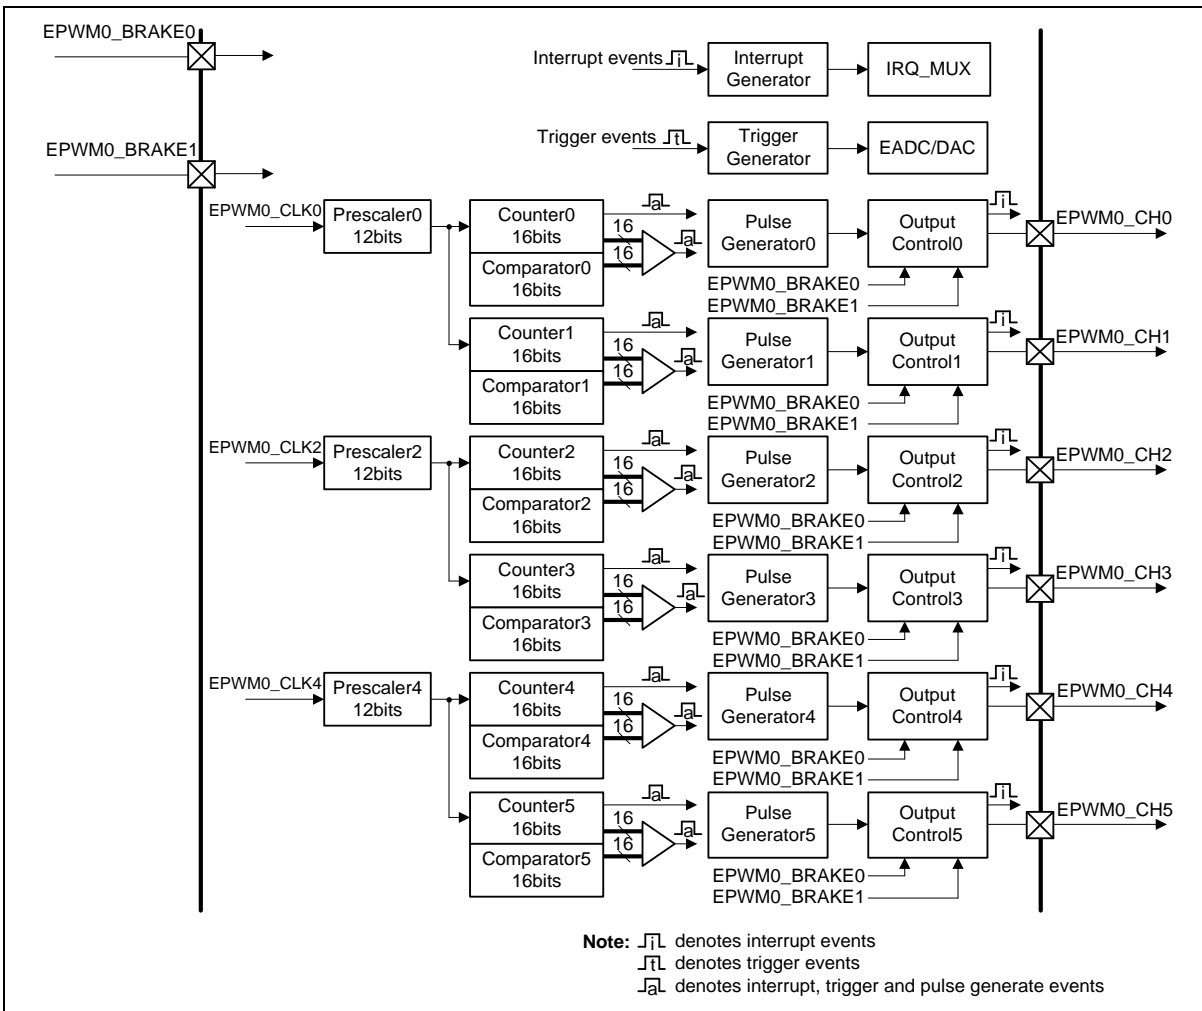 EPWM0_BRAKE0
EPWM0_BRAKE1
Interrupt events i
Interrupt
Generator
IRQ_MUX
Trigger events t
Trigger
Generator
EADC/DAC
EPWM0_CLK0
Prescaler0
12bits
Counter0
16bits
Comparator0
16bits
a
16
16
a
Pulse
Generator0
Output
Control0
i
EPWM0_CH0
EPWM0_BRAKE0
EPWM0_BRAKE1
Counter1
16bits
Comparator1
16bits
a
16
16
a
Pulse
Generator1
Output
Control1
i
EPWM0_CH1
EPWM0_BRAKE0
EPWM0_BRAKE1
EPWM0_CLK2
Prescaler2
12bits
Counter2
16bits
Comparator2
16bits
a
16
16
a
Pulse
Generator2
Output
Control2
i
EPWM0_CH2
EPWM0_BRAKE0
EPWM0_BRAKE1
Counter3
16bits
Comparator3
16bits
a
16
16
a
Pulse
Generator3
Output
Control3
i
EPWM0_CH3
EPWM0_BRAKE0
EPWM0_BRAKE1
EPWM0_CLK4
Prescaler4
12bits
Counter4
16bits
Comparator4
16bits
a
16
16
a
Pulse
Generator4
Output
Control4
i
EPWM0_CH4
EPWM0_BRAKE0
EPWM0_BRAKE1
Counter5
16bits
Comparator5
16bits
a
16
16
a
Pulse
Generator5
Output
Control5
i
EPWM0_CH5
EPWM0_BRAKE0
EPWM0_BRAKE1
Note: i denotes interrupt events
t denotes trigger events
a denotes interrupt, trigger and pulse generate events